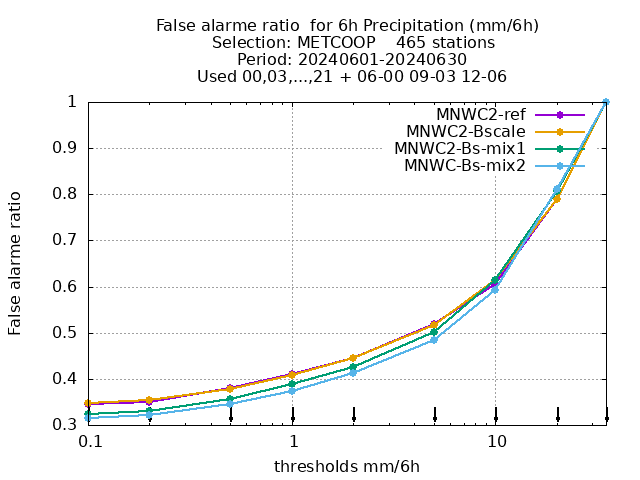 False alarme ratio  for 6h Precipitation (mm/6h)
Selection: METCOOP    465 stations
Period: 20240601-20240630
Used 00,03,...,21 + 06-00 09-03 12-06
MNWC2-ref
MNWC2-Bscale
MNWC2-Bs-mix1
MNWC-Bs-mix2
False alarme ratio
1
0.9
0.8
0.7
0.6
0.5
0.4
0.3
0.1
1
10
thresholds mm/6h